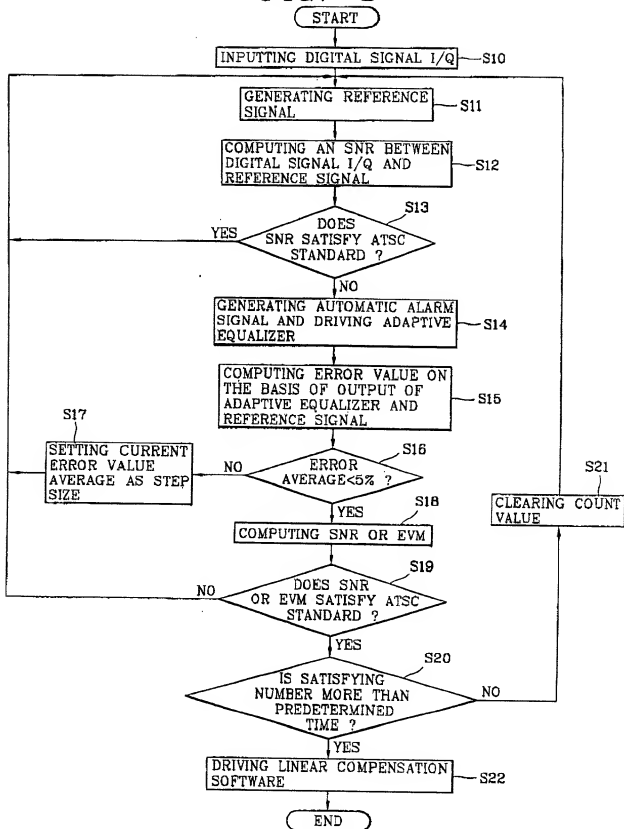 START
INPUTTING DIGITAL SIGNAL I/Q
S10
GENERATING REFERENCE
SIGNAL
S11
COMPUTING AN SNR BETWEEN
DIGITAL SIGNAL I/Q AND
REFERENCE SIGNAL
S12
S13
DOES
SNR SATISFY ATSC
STANDARD ?
YES
NO
GENERATING AUTOMATIC ALARM
SIGNAL AND DRIVING ADAPTIVE
EQUALIZER
S14
COMPUTING ERROR VALUE ON
THE BASIS OF OUTPUT OF
ADAPTIVE EQUALIZER AND
REFERENCE SIGNAL
S15
S16
ERROR
AVERAGE<5% ?
NO
YES
S17
SETTING CURRENT
ERROR VALUE
AVERAGE AS STEP
SIZE
S18
COMPUTING SNR OR EVM
S19
DOES SNR
OR EVM SATISFY ATSC
STANDARD ?
NO
YES
S20
IS SATISFYING
NUMBER MORE THAN
PREDETERMINED
TIME ?
NO
YES
S21
CLEARING COUNT
VALUE
DRIVING LINEAR COMPENSATION
SOFTWARE
S22
END